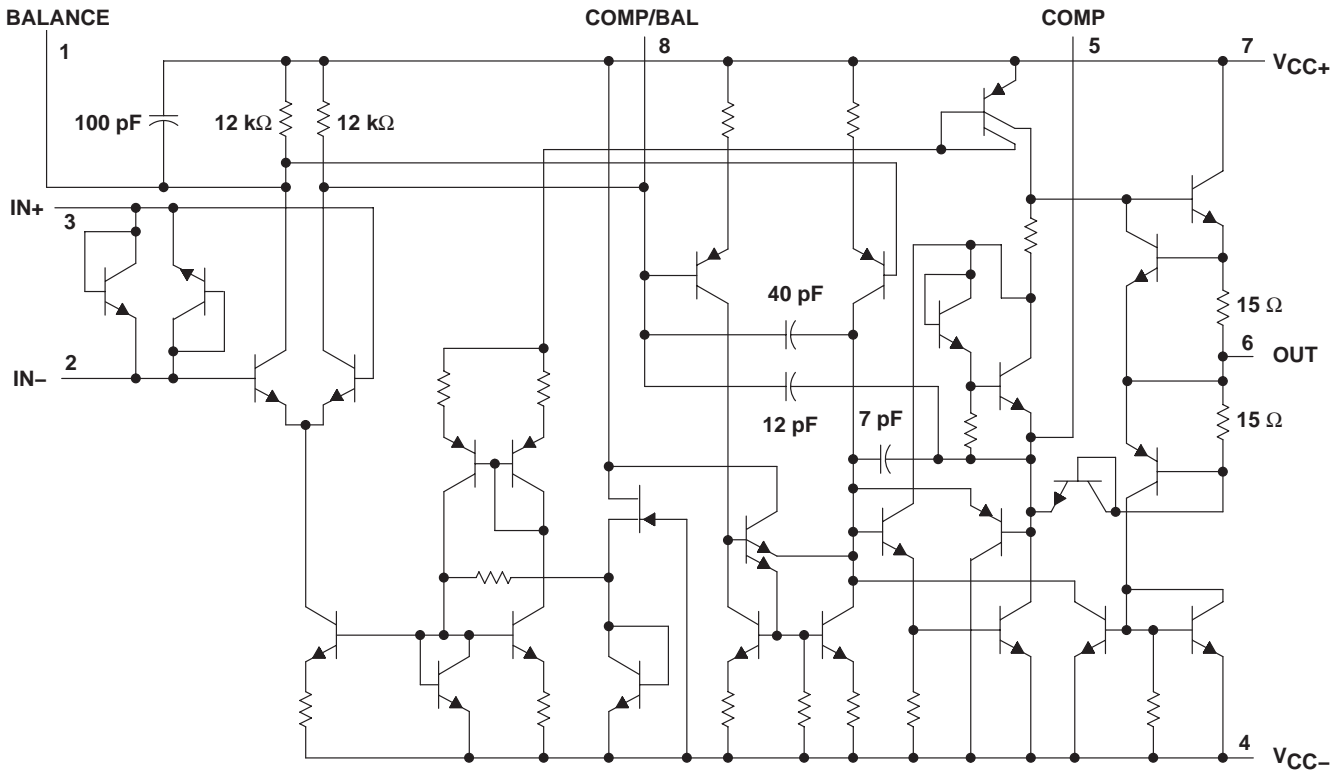 BALANCE
COMP/BAL
COMP
1
8
5
7
VCC+
100 pF
12 kΩ
12 kΩ
IN+
3
40 pF
15 Ω
6
OUT
2
IN–
12 pF
7 pF
15 Ω
4
VCC–